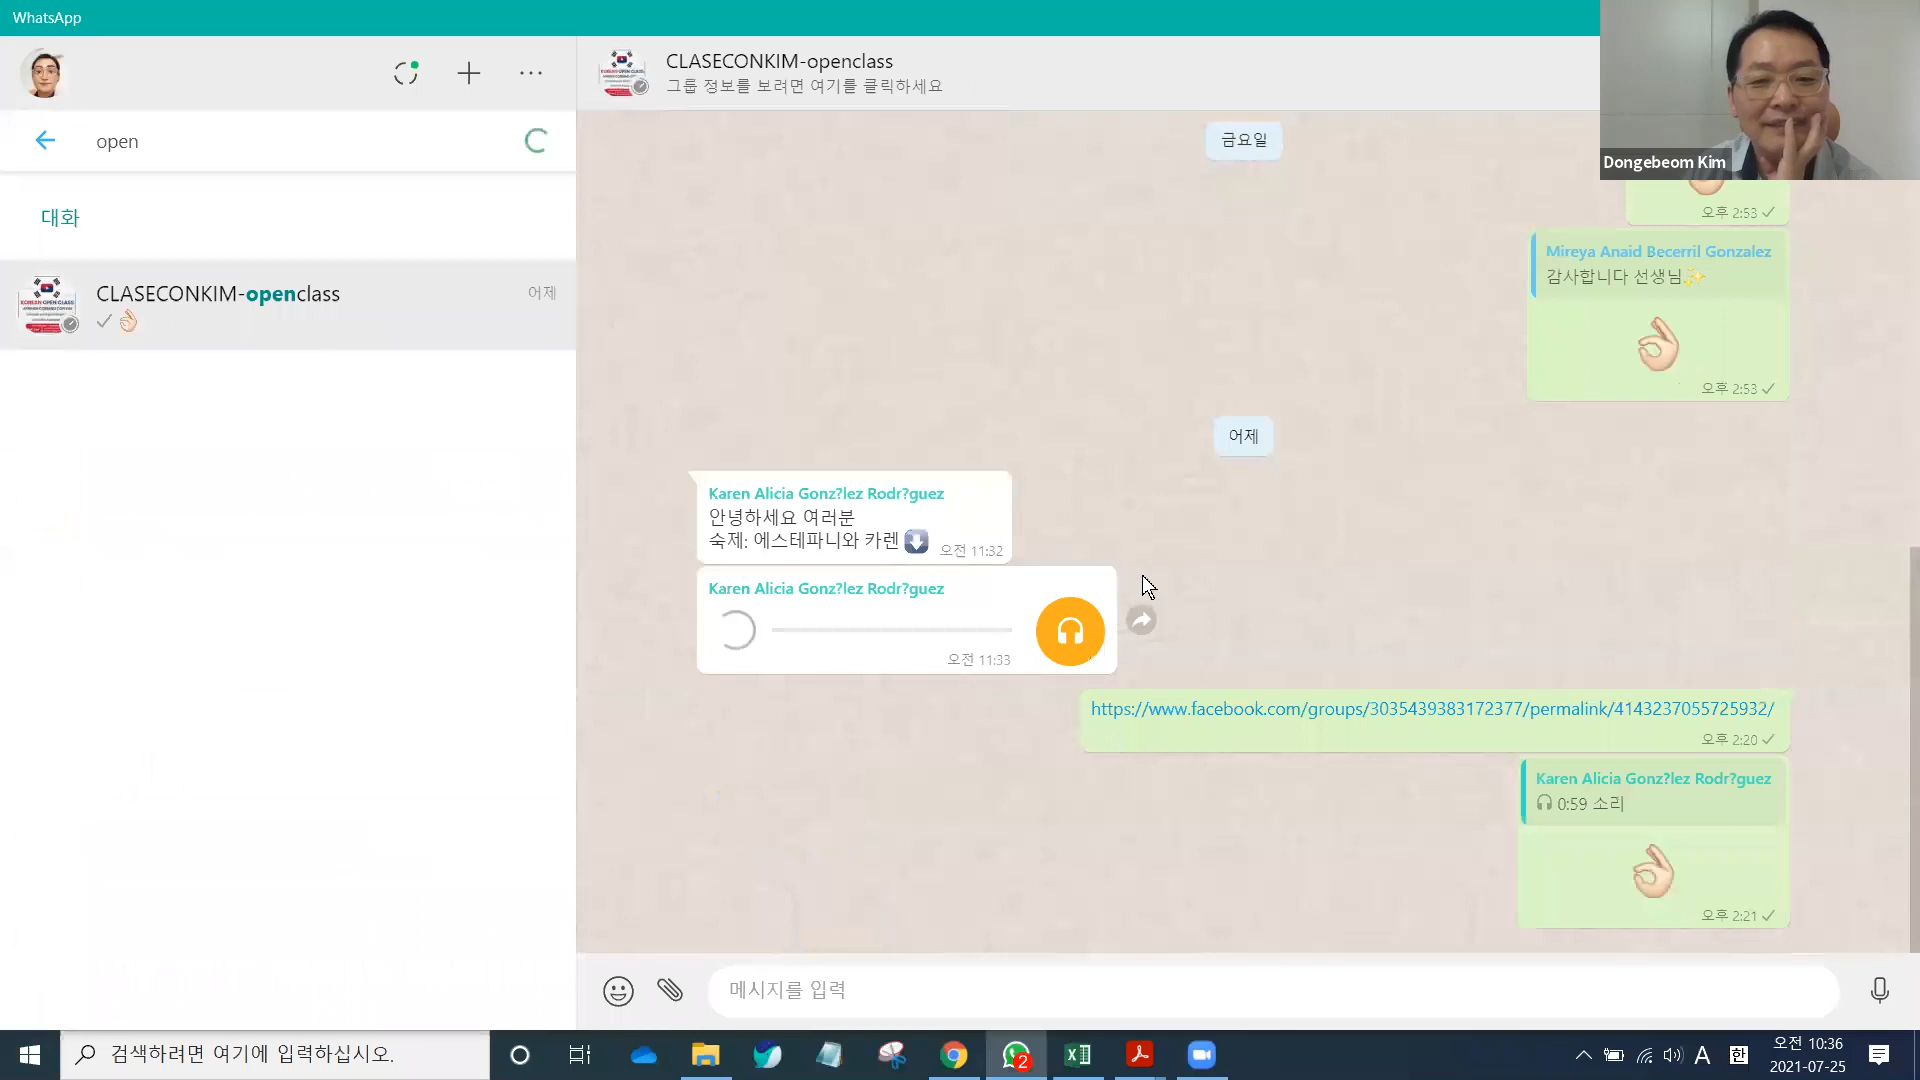 WhatsApp
open
대화
CLASECONKIM-openclass
어제
CLASECONKIM-openclass
그룹 정보를 보려면 여기를 클릭하세요
Dongebeom Kim
금요일
오후 2:53
Mireya Anaid Becerril Gonzalez
감사합니다 선생님✨
👌🏻
오후 2:53
어제
Karen Alicia Gonz?lez Rodr?guez
안녕하세요 여러분
숙제: 에스테파니와 카렌 ⬇
오전 11:32
Karen Alicia Gonz?lez Rodr?guez
오전 11:33
https://www.facebook.com/groups/3035439383172377/permalink/4143237055725932/
오후 2:20
Karen Alicia Gonz?lez Rodr?guez
0:59 소리
👌🏻
오후 2:21
메시지를 입력
검색하려면 여기에 입력하십시오.
2
A
한
오전 10:36
2021-07-25